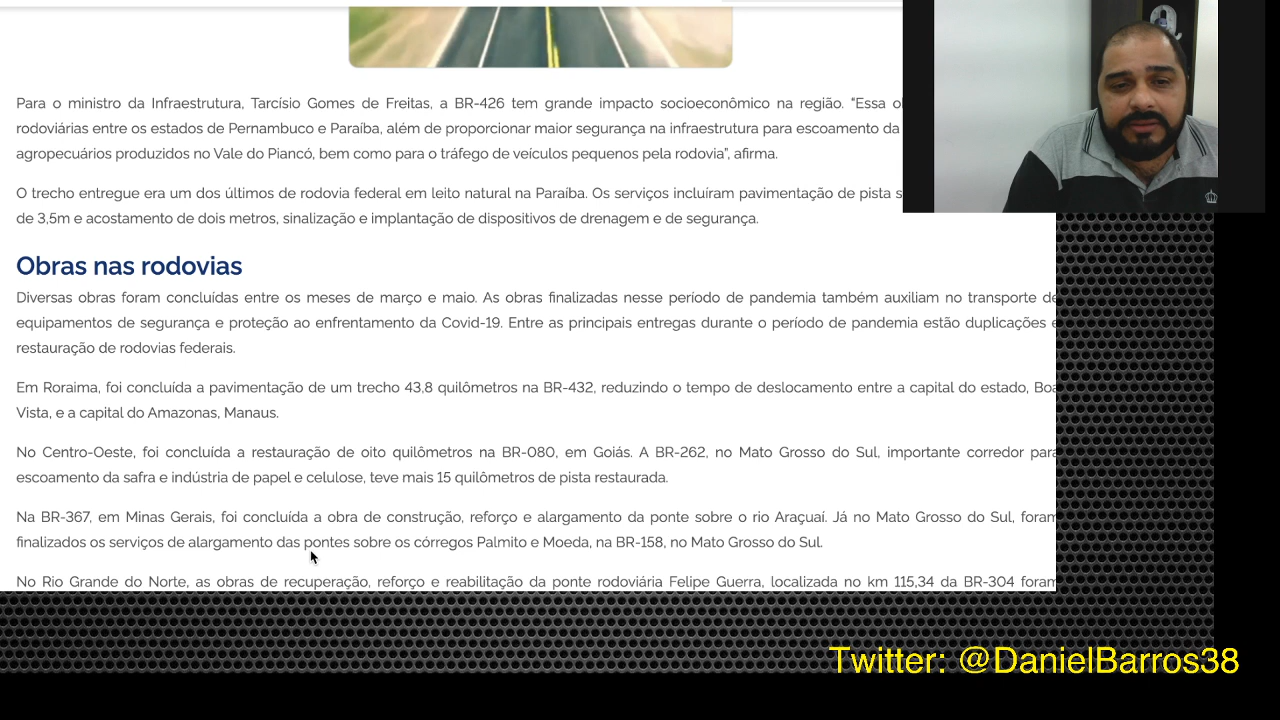 Para o ministro da Infraestrutura, Tarcísio Gomes de Freitas, a BR-426 tem grande impacto socioeconômico na região. "Essa
rodoviárias entre os estados de Pernambuco e Paraíba, além de proporcionar maior segurança na infraestrutura para escoamento da
agropecuários produzidos no Vale do Piancó, bem como para o tráfego de veículos pequenos pela rodovia", afirma.
O trecho entregue era um dos últimos de rodovia federal em leito natural na Paraíba. Os serviços incluíram pavimentação de pista
de 3,5m e acostamento de dois metros, sinalização e implantação de dispositivos de drenagem e de segurança.
Obras nas rodovias
Diversas obras foram concluídas entre os meses de março e maio. As obras finalizadas nesse período de pandemia também auxiliam no transporte de
equipamentos de segurança e proteção ao enfrentamento da Covid-19. Entre as principais entregas durante o período de pandemia estão duplicações e
restauração de rodovias federais.
Em Roraima, foi concluída a pavimentação de um trecho 43,8 quilômetros na BR-432, reduzindo o tempo de deslocamento entre a capital do estado, Boa
Vista, e a capital do Amazonas, Manaus.
No Centro-Oeste, foi concluída a restauração de oito quilômetros na BR-080, em Goiás. A BR-262, no Mato Grosso do Sul, importante corredor para
escoamento da safra e indústria de papel e celulose, teve mais 15 quilômetros de pista restaurada.
Na BR-367, em Minas Gerais, foi concluída a obra de construção, reforço e alargamento da ponte sobre o rio Araçuaí. Já no Mato Grosso do Sul, foram
finalizados os serviços de alargamento das pontes sobre os córregos Palmito e Moeda, na BR-158, no Mato Grosso do Sul.
No Rio Grande do Norte, as obras de recuperação, reforço e reabilitação da ponte rodoviária Felipe Guerra, localizada no km 115,34 da BR-304 foram
Twitter: @DanielBarros38